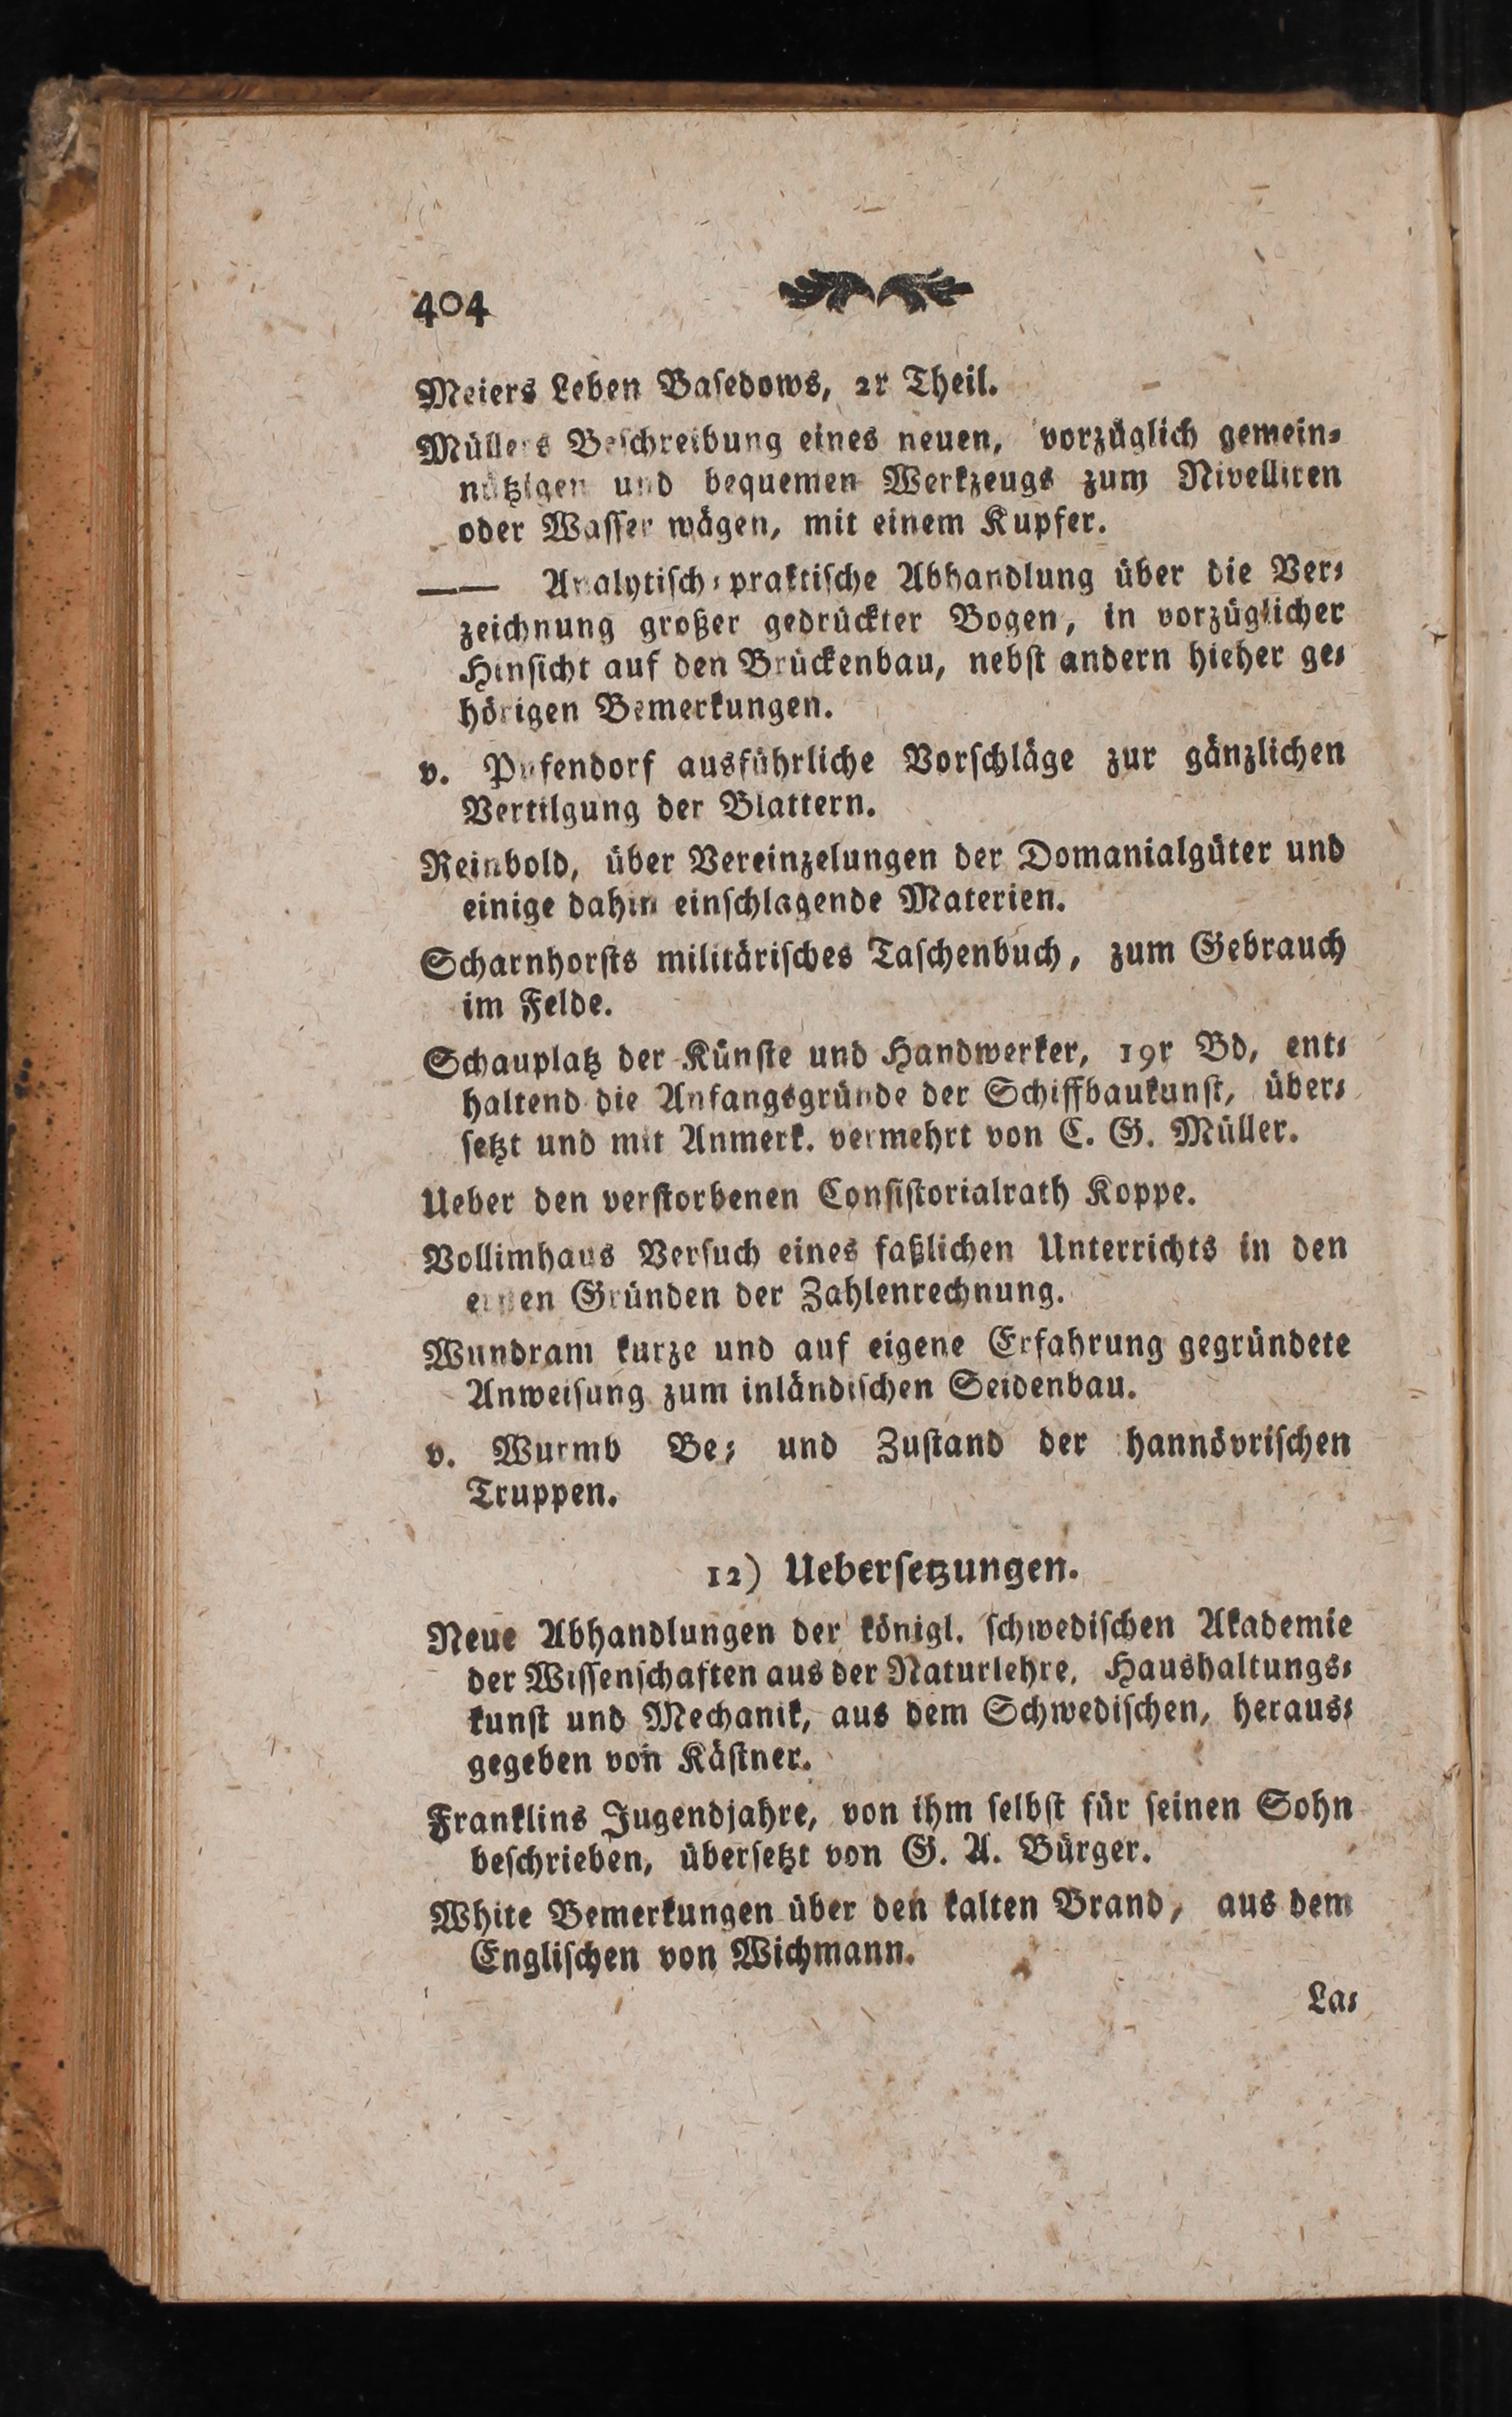 404
Meiers Leben Baſedows, 2r Theil.
Müllers Beſchreibung eines neuen, vorzüglich gemein⸗
nützigen und bequemen Werkzeugs zum Nivelliren
oder Waſſer wägen, mit einem Kupfer.
—— Analytiſch⸗praktiſche Abhandlung über die Ver⸗
zeichnung großer gedrückter Bogen, in vorzüglicher
Hinſicht auf den Brückenbau, nebſt andern hieher ge⸗
hörigen Bemerkungen.
v. Pufendorf ausführliche Vorſchläge zur gänzlichen
Vertilgung der Blattern.
Reinbold, über Vereinzelungen der Domanialgüter und
einige dahin einſchlagende Materien.
Scharnhorſts militäriſches Taſchenbuch, zum Gebrauch
im Felde.
Schauplatz der Künſte und Handwerker, 19r Bd, ent⸗
haltend die Anfangsgründe der Schiffbaukunſt, über⸗
ſetzt und mit Anmerk. vermehrt von C. G. Müller.
Ueber den verſtorbenen Conſiſtorialrath Koppe.
Vollimhaus Verſuch eines faßlichen Unterrichts in den
Gründen der Zahlenrechnung.
Wundram kurze und auf eigene Erfahrung gegründete
Anweiſung zum inländiſchen Seidenbau.
v. Wurmb Be⸗ und Zuſtand der hannövriſchen
Truppen.
12) Ueberſetzungen.
Neue Abhandlungen der königl. ſchwediſchen Akademie
der Wiſſenſchaften aus der Naturlehre, Haushaltungs⸗
kunſt und Mechanik, aus dem Schwediſchen, heraus⸗
gegeben von Käſtner.
Franklins Jugendjahre, von ihm ſelbſt für ſeinen Sohn
beſchrieben, überſetzt von G. A. Bürger.
White Bemerkungen über den kalten Brand, aus dem
Engliſchen von Wichmann.
La⸗